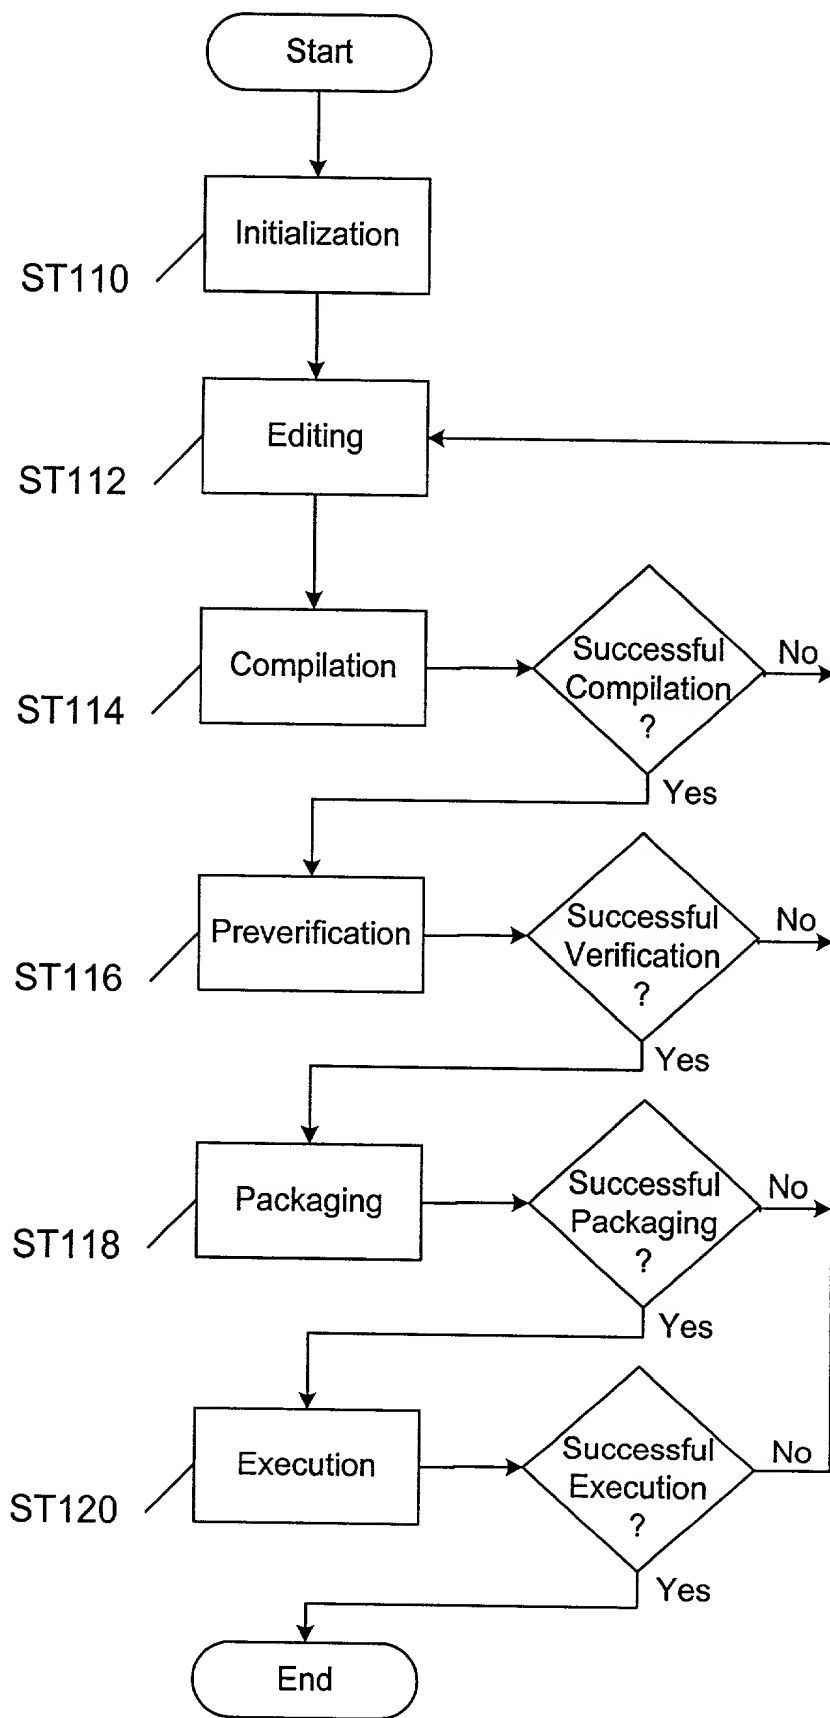 Start
Initialization
ST110
Editing
ST112
Compilation
ST114
Successful
Compilation
?
No
Yes
Preverification
ST116
Successful
Verification
?
No
Yes
Packaging
ST118
Successful
Packaging
?
No
Yes
Execution
ST120
Successful
Execution
?
No
Yes
End